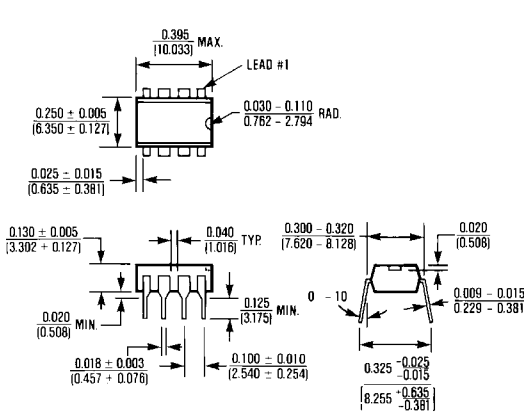 0.395
(10.033) MAX.
LEAD #1
0.250 ± 0.005
(6.350 ± 0.127)
0.030 – 0.110
0.762 – 2.794 RAD.
0.025 ± 0.015
(0.635 ± 0.381)
0.130 ± 0.005
(3.302 + 0.127)
0.040
(1.016) TYP.
0.300 – 0.320
(7.620 – 8.128)
0.020
(0.508)
0.020
(0.508) MIN.
0.125
(3.175) MIN.
0 – 10
0.009 – 0.015
0.229 – 0.381
0.018 ± 0.003
(0.457 + 0.076)
0.100 ± 0.010
(2.540 ± 0.254)
0.325 -0.025
-0.015
8.255 +0.635
-0.381